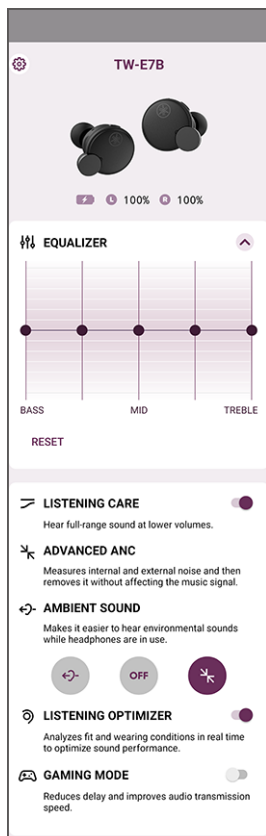 TW-E7B
L 100% R 100%
EQUALIZER
BASS MID TREBLE
RESET
LISTENING CARE
Hear full-range sound at lower volumes.
ADVANCED ANC
Measures internal and external noise and then
removes it without affecting the music signal.
AMBIENT SOUND
Makes it easier to hear environmental sounds
while headphones are in use.
OFF
LISTENING OPTIMIZER
Analyzes fit and wearing conditions in real time
to optimize sound performance.
GAMING MODE
Reduces delay and improves audio transmission
speed.